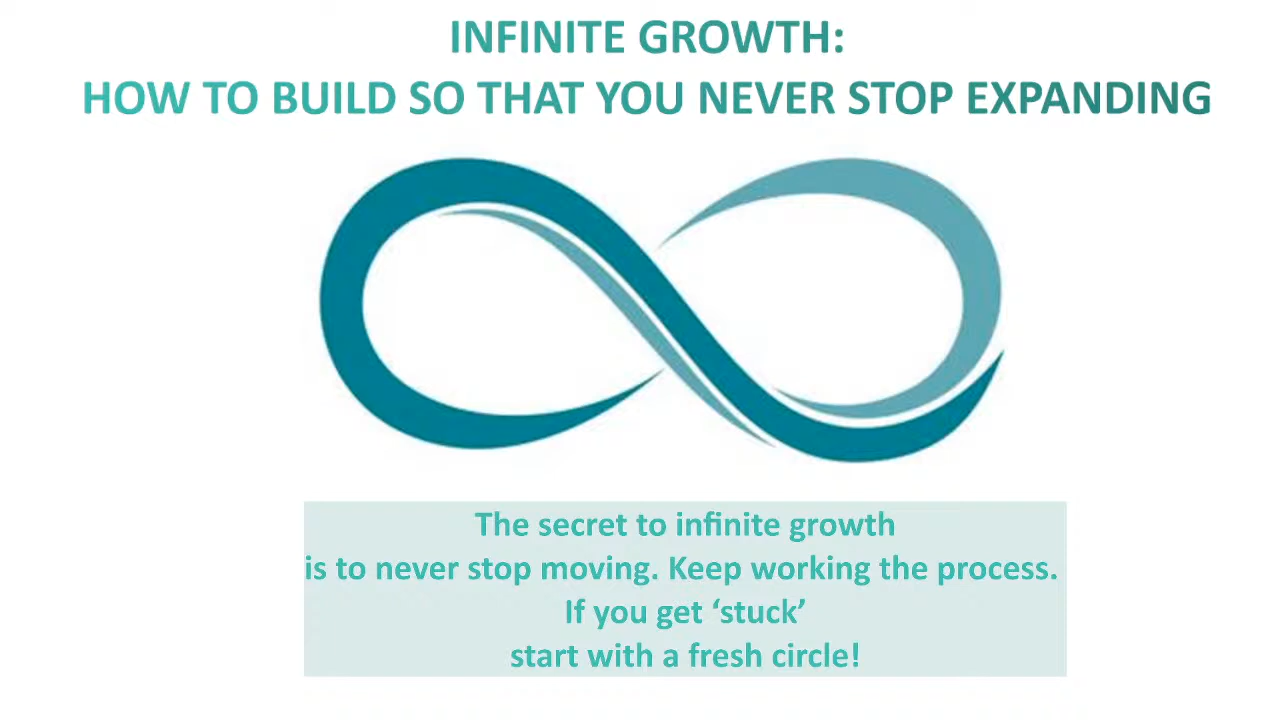 INFINITE GROWTH:
HOW TO BUILD SO THAT YOU NEVER STOP EXPANDING
The secret to infinite growth
is to never stop moving. Keep working the process.
If you get ‘stuck’
start with a fresh circle!